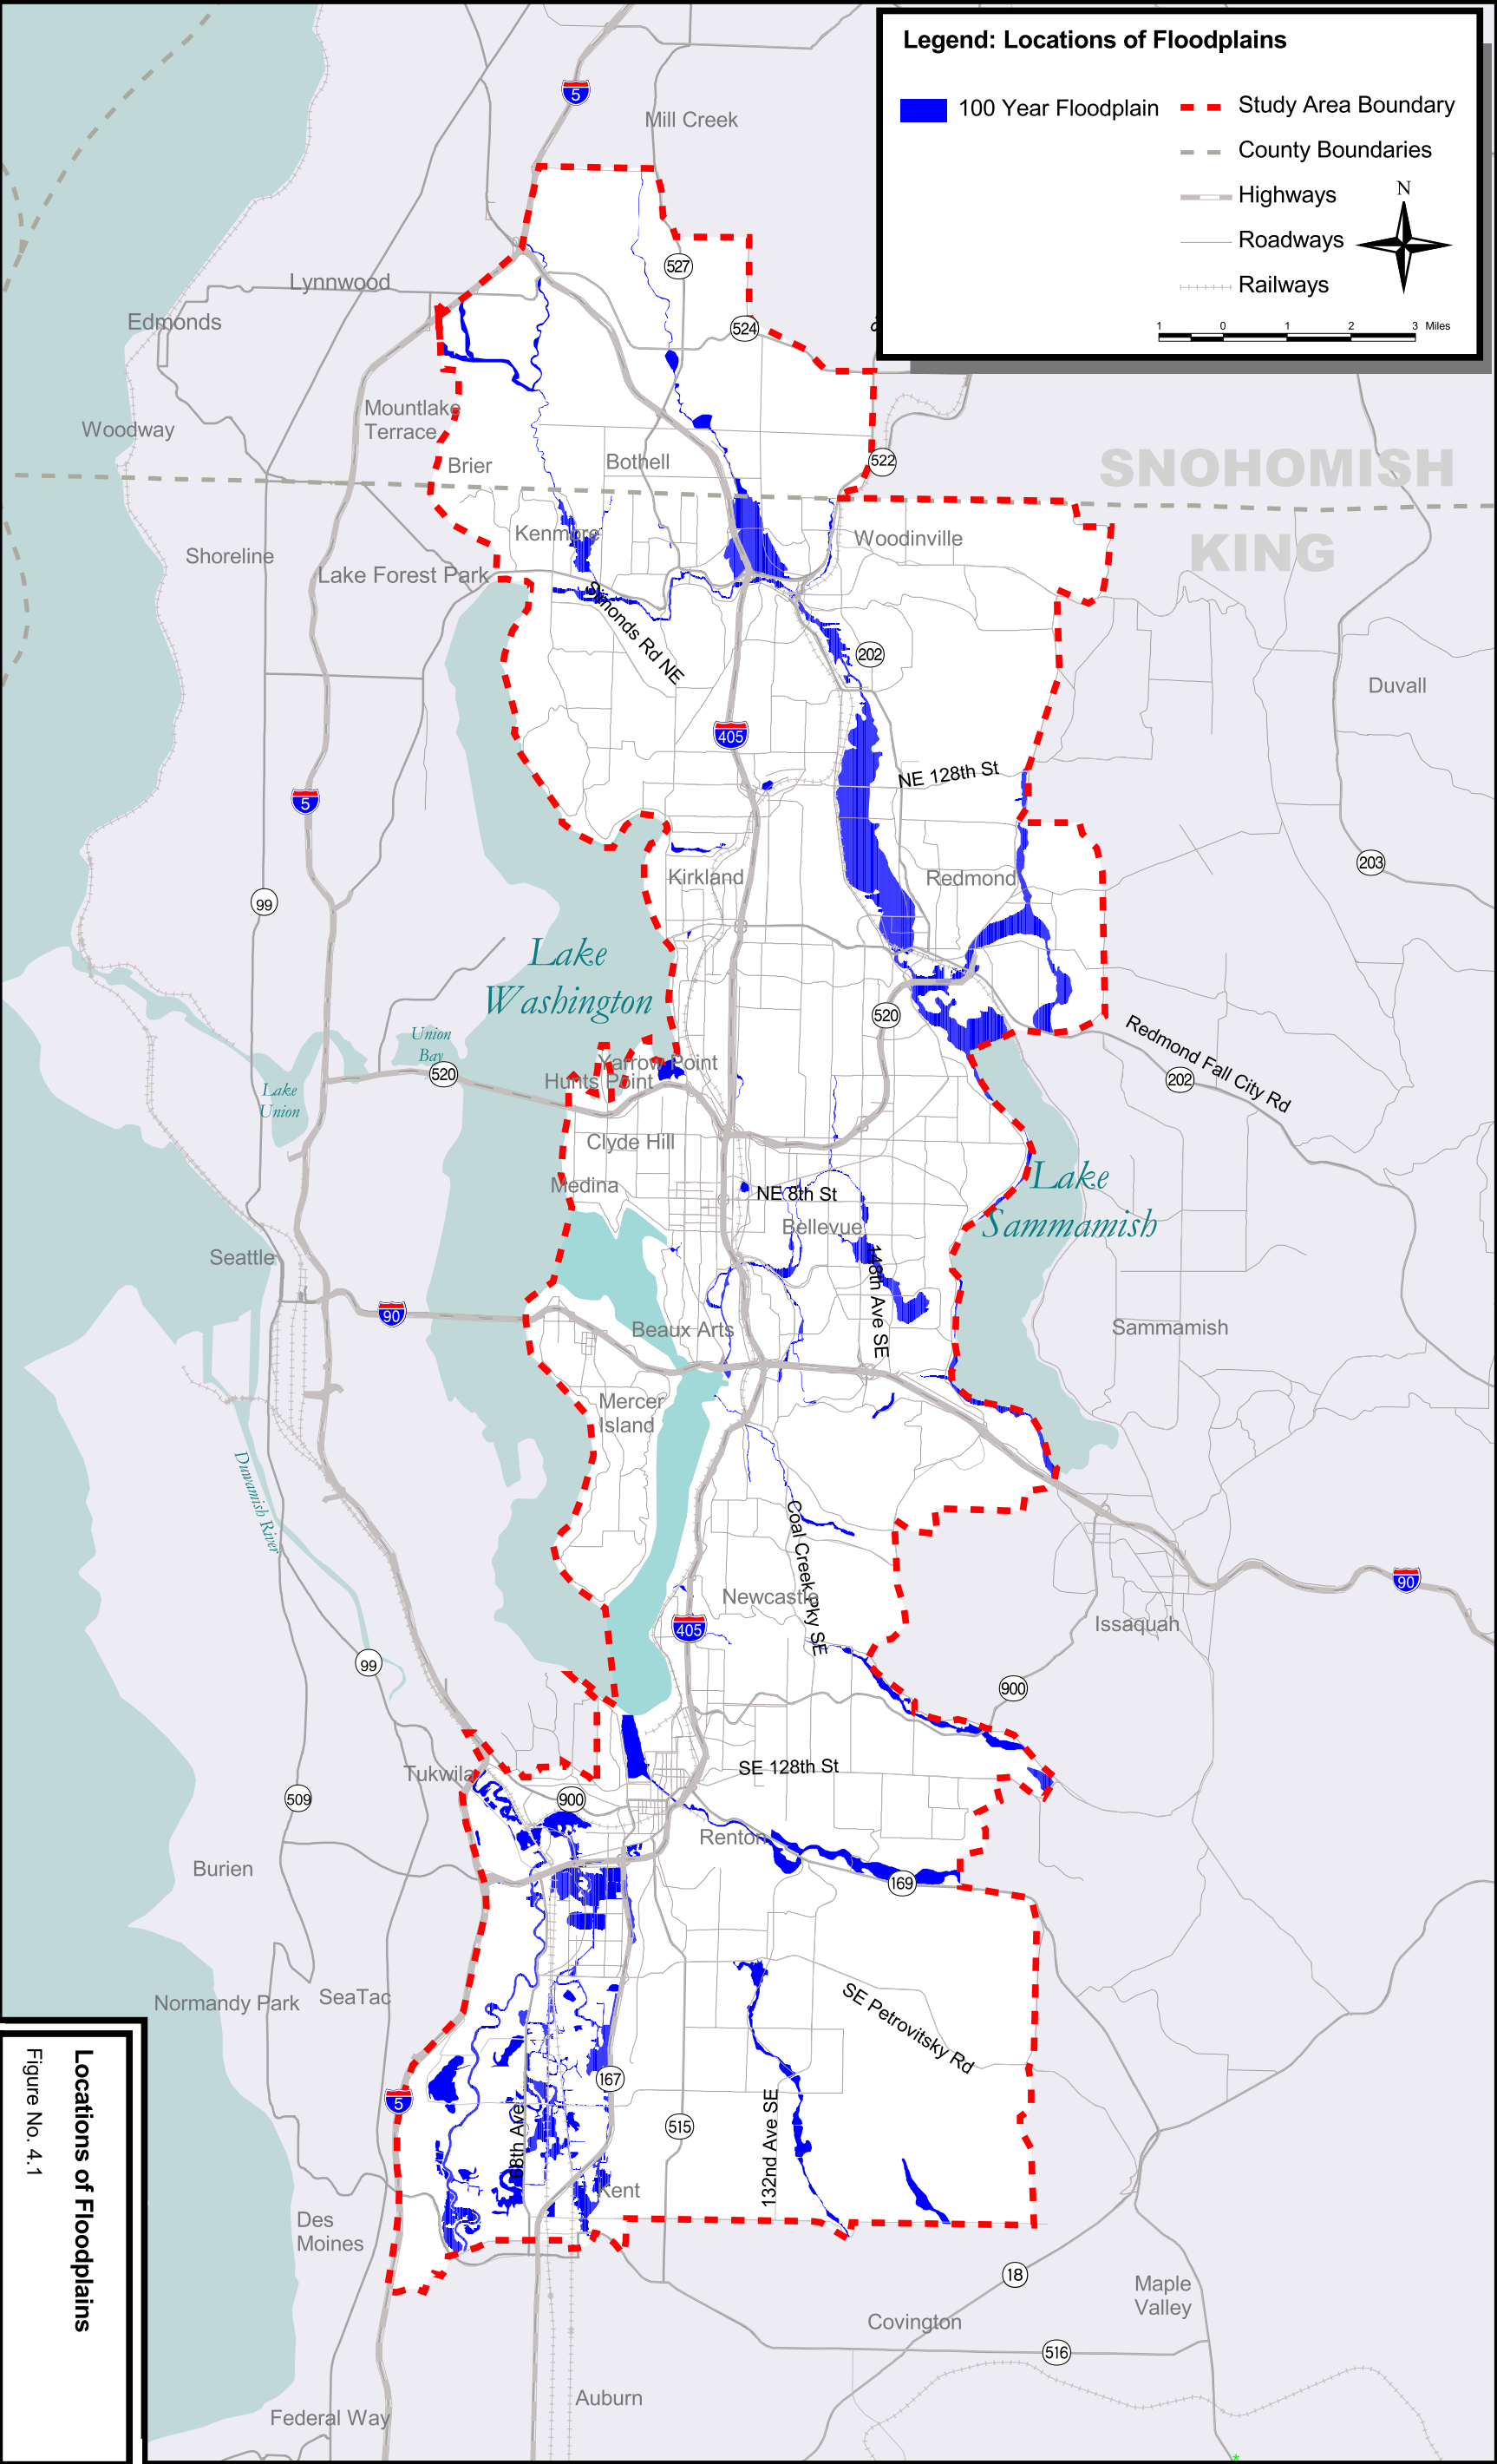 Legend: Locations of Floodplains
100 Year Floodplain
Study Area Boundary
County Boundaries
Highways
Roadways
Railways
N
1 0 1 2 3 Miles
5
Mill Creek
527
Lynnwood
Edmonds
524
Mountlake
Terrace
Woodway
Brier
Bothell
522
SNOHOMISH
KING
Kenmore
Woodinville
Shoreline
Lake Forest Park
Simonds Rd NE
202
Duvall
405
NE 128th St
5
203
Kirkland
Redmond
99
Lake
Washington
520
Redmond Fall City Rd
202
Union
Bay
520
Yarrow Point
Hunts Point
Lake
Union
Clyde Hill
Medina
NE 8th St
Bellevue
Lake
Sammamish
148th Ave SE
Seattle
90
Beaux Arts
Sammamish
Mercer
Island
Duwamish River
Coal Creek Pky SE
Newcastle
90
405
Issaquah
99
900
SE 128th St
Tukwila
900
509
Renton
Burien
169
Normandy Park
SeaTac
SE Petrovitsky Rd
167
5
68th Ave
515
132nd Ave SE
Kent
Des
Moines
18
Maple
Valley
Covington
516
Auburn
Federal Way
Locations of Floodplains
Figure No. 4.1